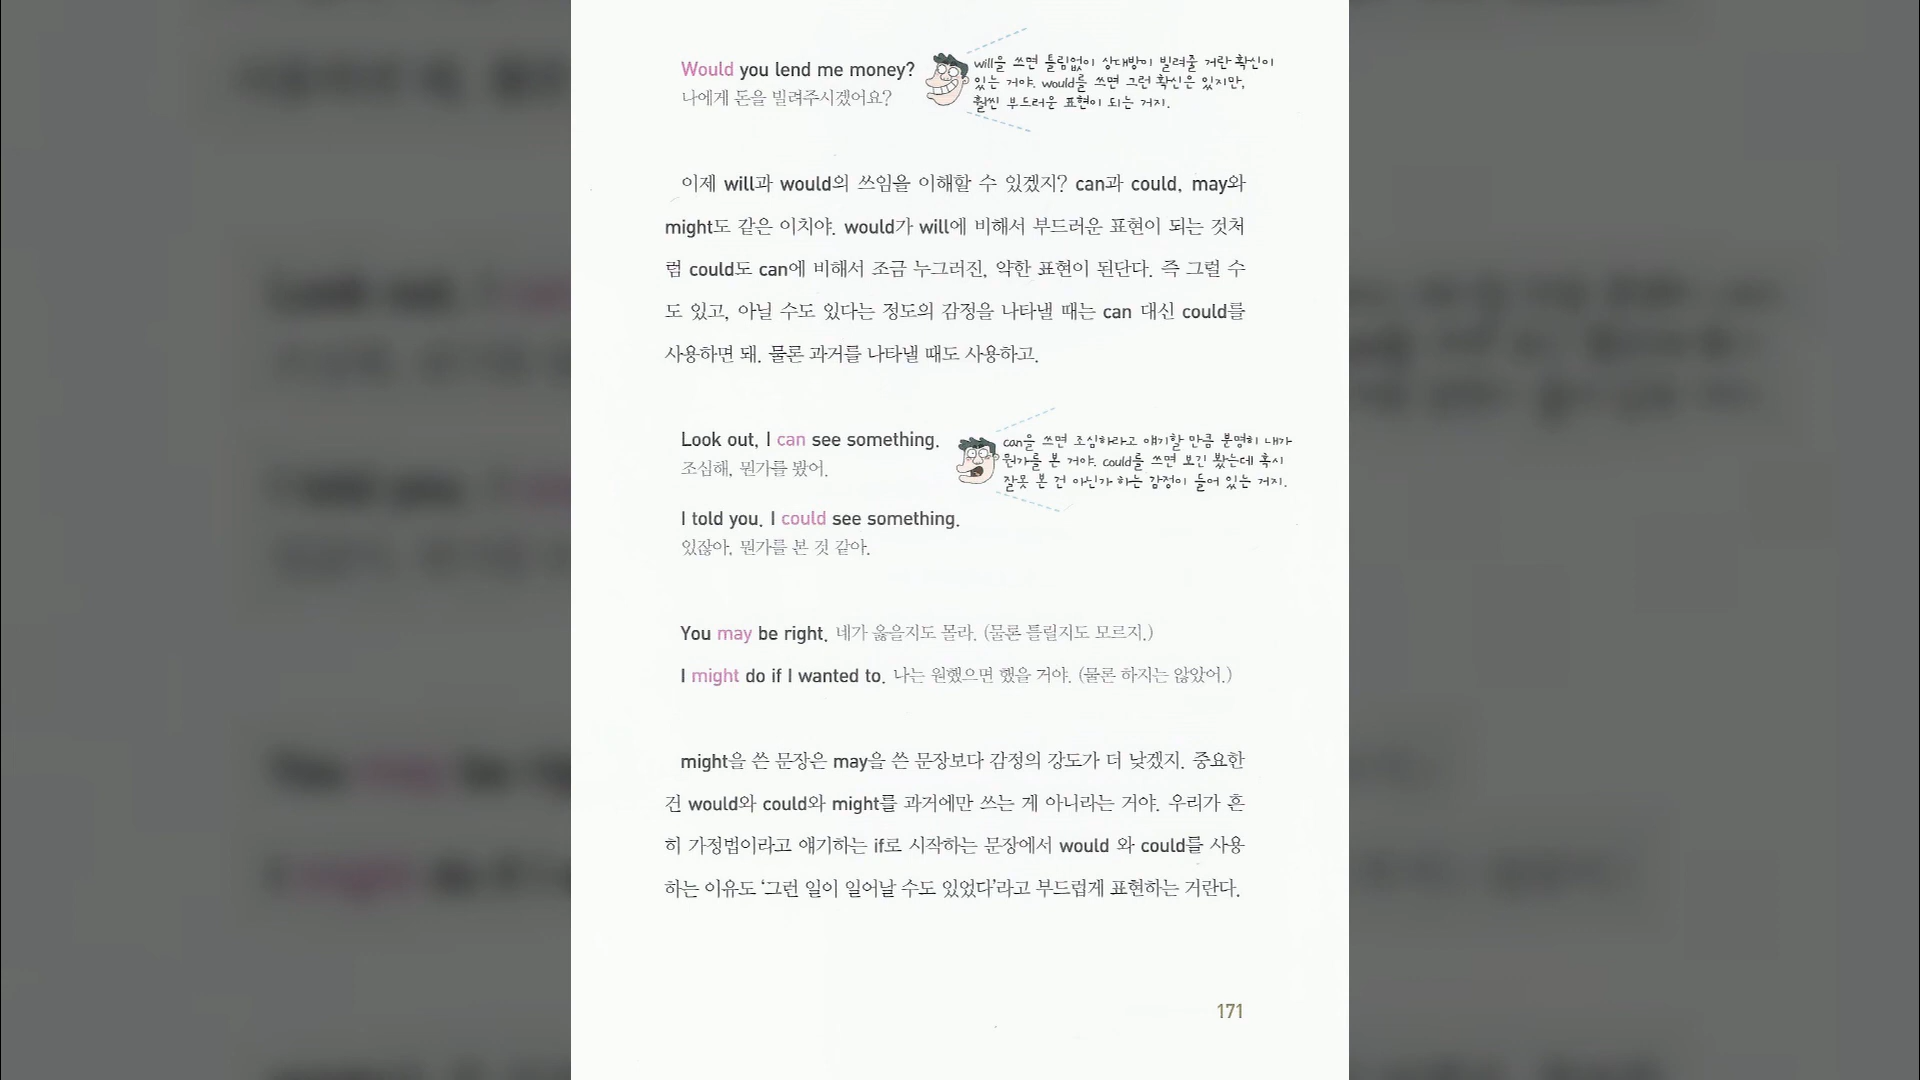 Would you lend me money?
나에게 돈을 빌려주시겠어요?
will을 쓰면 틀림없이 상대방이 빌려줄 거란 확신이
있는 거야. would를 쓰면 그런 확신은 있지만,
훨씬 부드러운 표현이 되는 거지.
이제 will과 would의 쓰임을 이해할 수 있겠지? can과 could, may와
might도 같은 이치야. would가 will에 비해서 부드러운 표현이 되는 것처
럼 could도 can에 비해서 조금 누그러진, 약한 표현이 된단다. 즉 그럴 수
도 있고, 아닐 수도 있다는 정도의 감정을 나타낼 때는 can 대신 could를
사용하면 돼. 물론 과거를 나타낼 때도 사용하고.
Look out, I can see something.
조심해, 뭔가를 봤어.
can을 쓰면 조심하라고 얘기할 만큼 분명히 내가
뭔가를 본 거야. could를 쓰면 보긴 봤는데 혹시
잘못 본 건 아닌가 하는 감정이 들어 있는 거지.
I told you. I could see something.
있잖아. 뭔가를 본 것 같아.
You may be right. 네가 옳을지도 몰라. (물론 틀릴지도 모르지.)
I might do if I wanted to. 나는 원했으면 했을 거야. (물론 하지는 않았어.)
might을 쓴 문장은 may을 쓴 문장보다 감정의 강도가 더 낮겠지. 중요한
건 would와 could와 might를 과거에만 쓰는 게 아니라는 거야. 우리가 흔
히 가정법이라고 얘기하는 if로 시작하는 문장에서 would 와 could를 사용
하는 이유도 ‘그런 일이 일어날 수도 있었다’라고 부드럽게 표현하는 거란다.
171